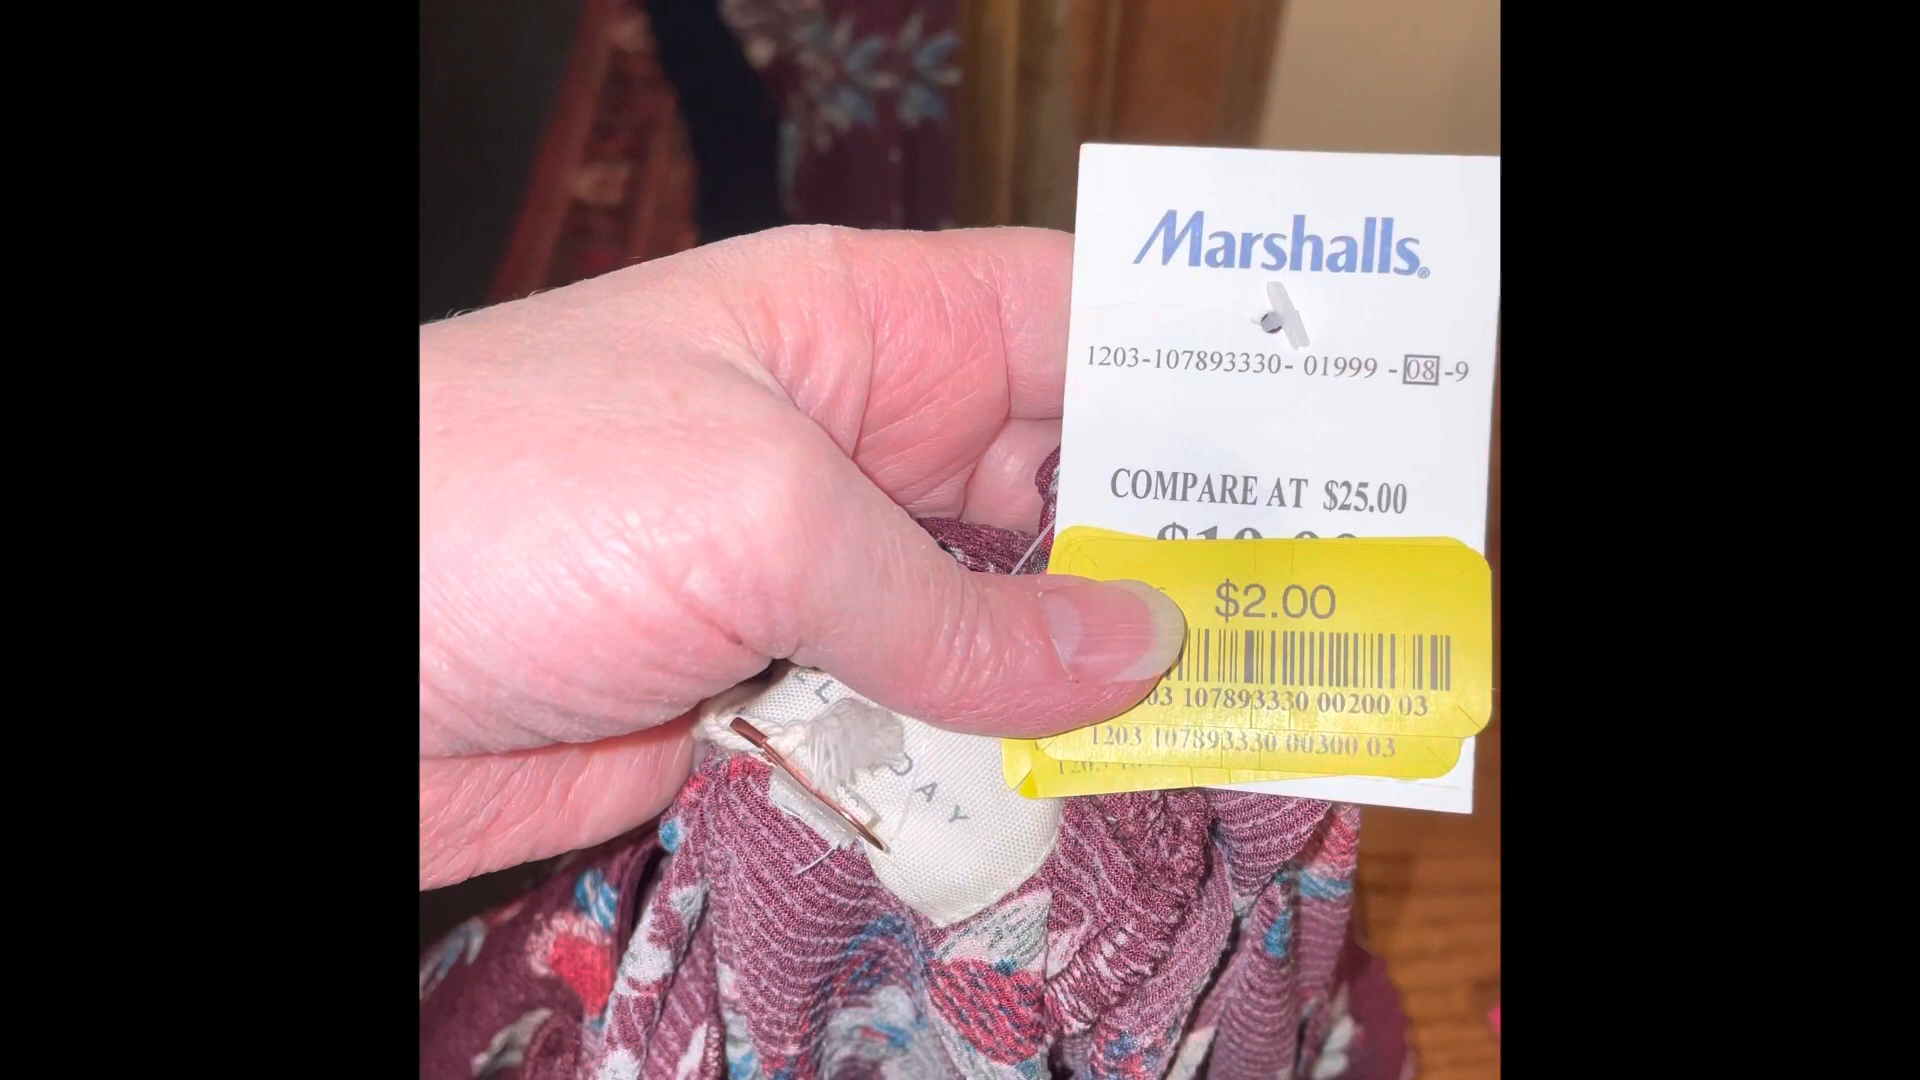 Marshalls®
1203-107893330- 01999 - 08 -9
COMPARE AT $25.00
$2.00
03 107893330 00200 03
1203 107893330 00300 03
DAY